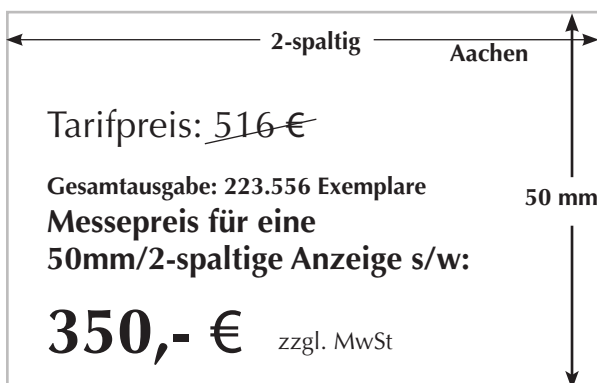 2-spaltig
Aachen
Tarifpreis: 516 €
Gesamtausgabe: 223.556 Exemplare
50 mm
Messepreis für eine
50mm/2-spaltige Anzeige s/w:
350,- € zzgl. MwSt